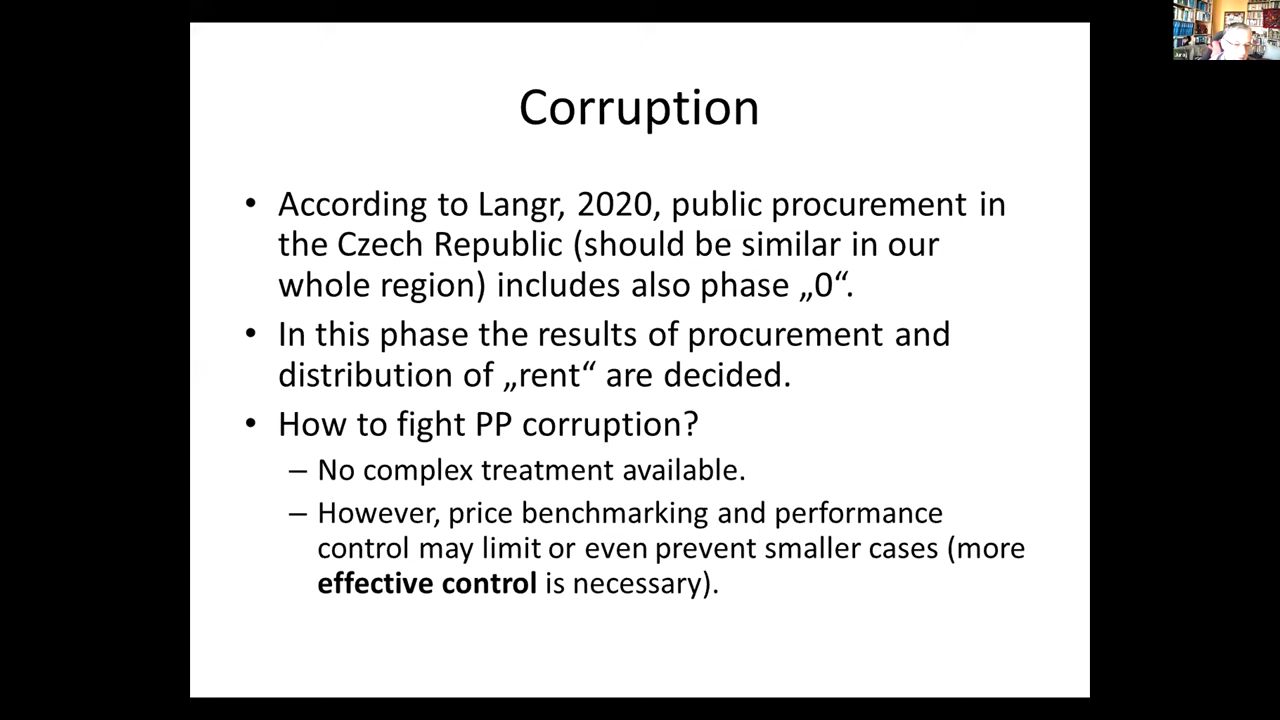 Corruption
• According to Langr, 2020, public procurement in
the Czech Republic (should be similar in our
whole region) includes also phase „0“.
• In this phase the results of procurement and
distribution of „rent“ are decided.
• How to fight PP corruption?
– No complex treatment available.
– However, price benchmarking and performance
control may limit or even prevent smaller cases (more
effective control is necessary).
Juraj